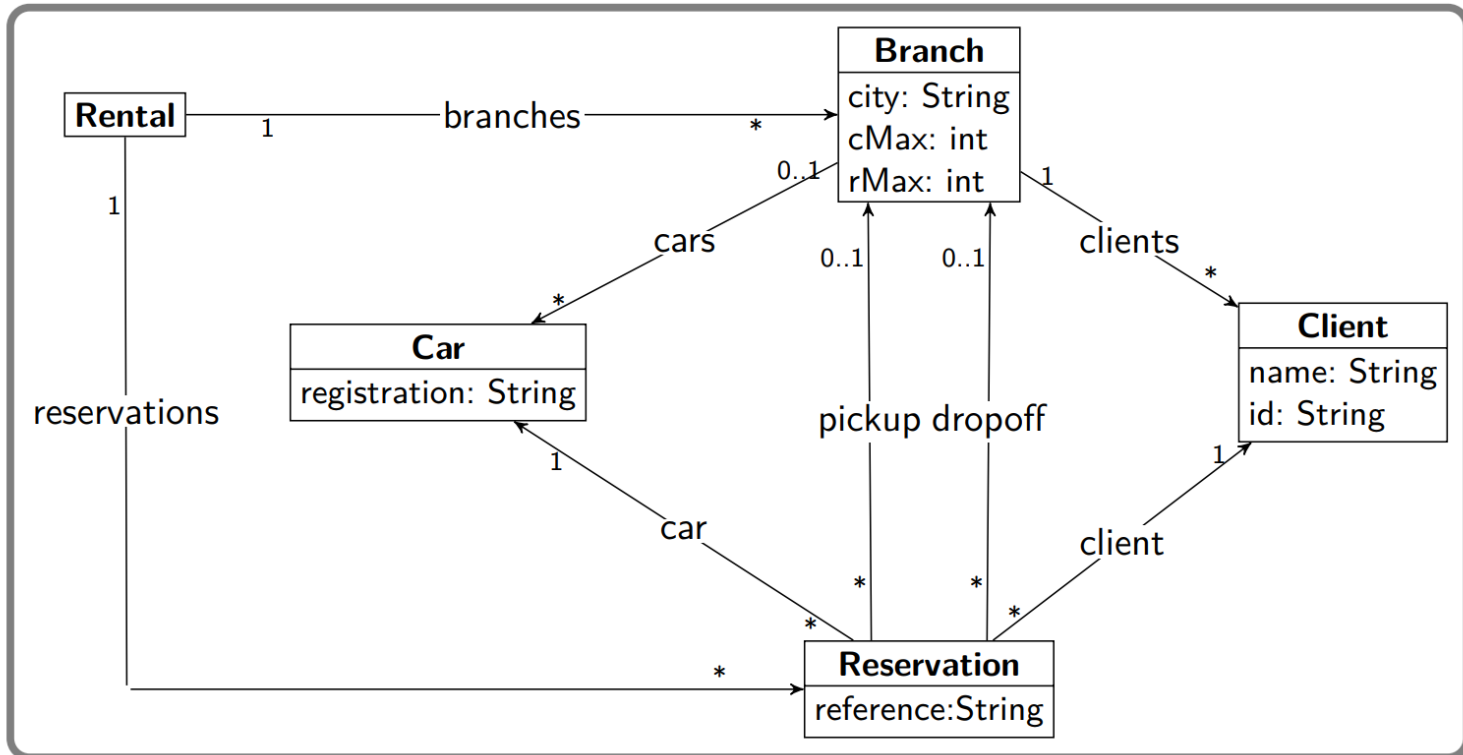 Branch
city: String
cMax: int
rMax: int
Rental
1
branches
*
0..1
1
1
cars
clients
0..1
0..1
*
*
Car
registration: String
Client
name: String
id: String
reservations
pickup dropoff
1
1
car
client
*
*
*
*
*
Reservation
reference:String